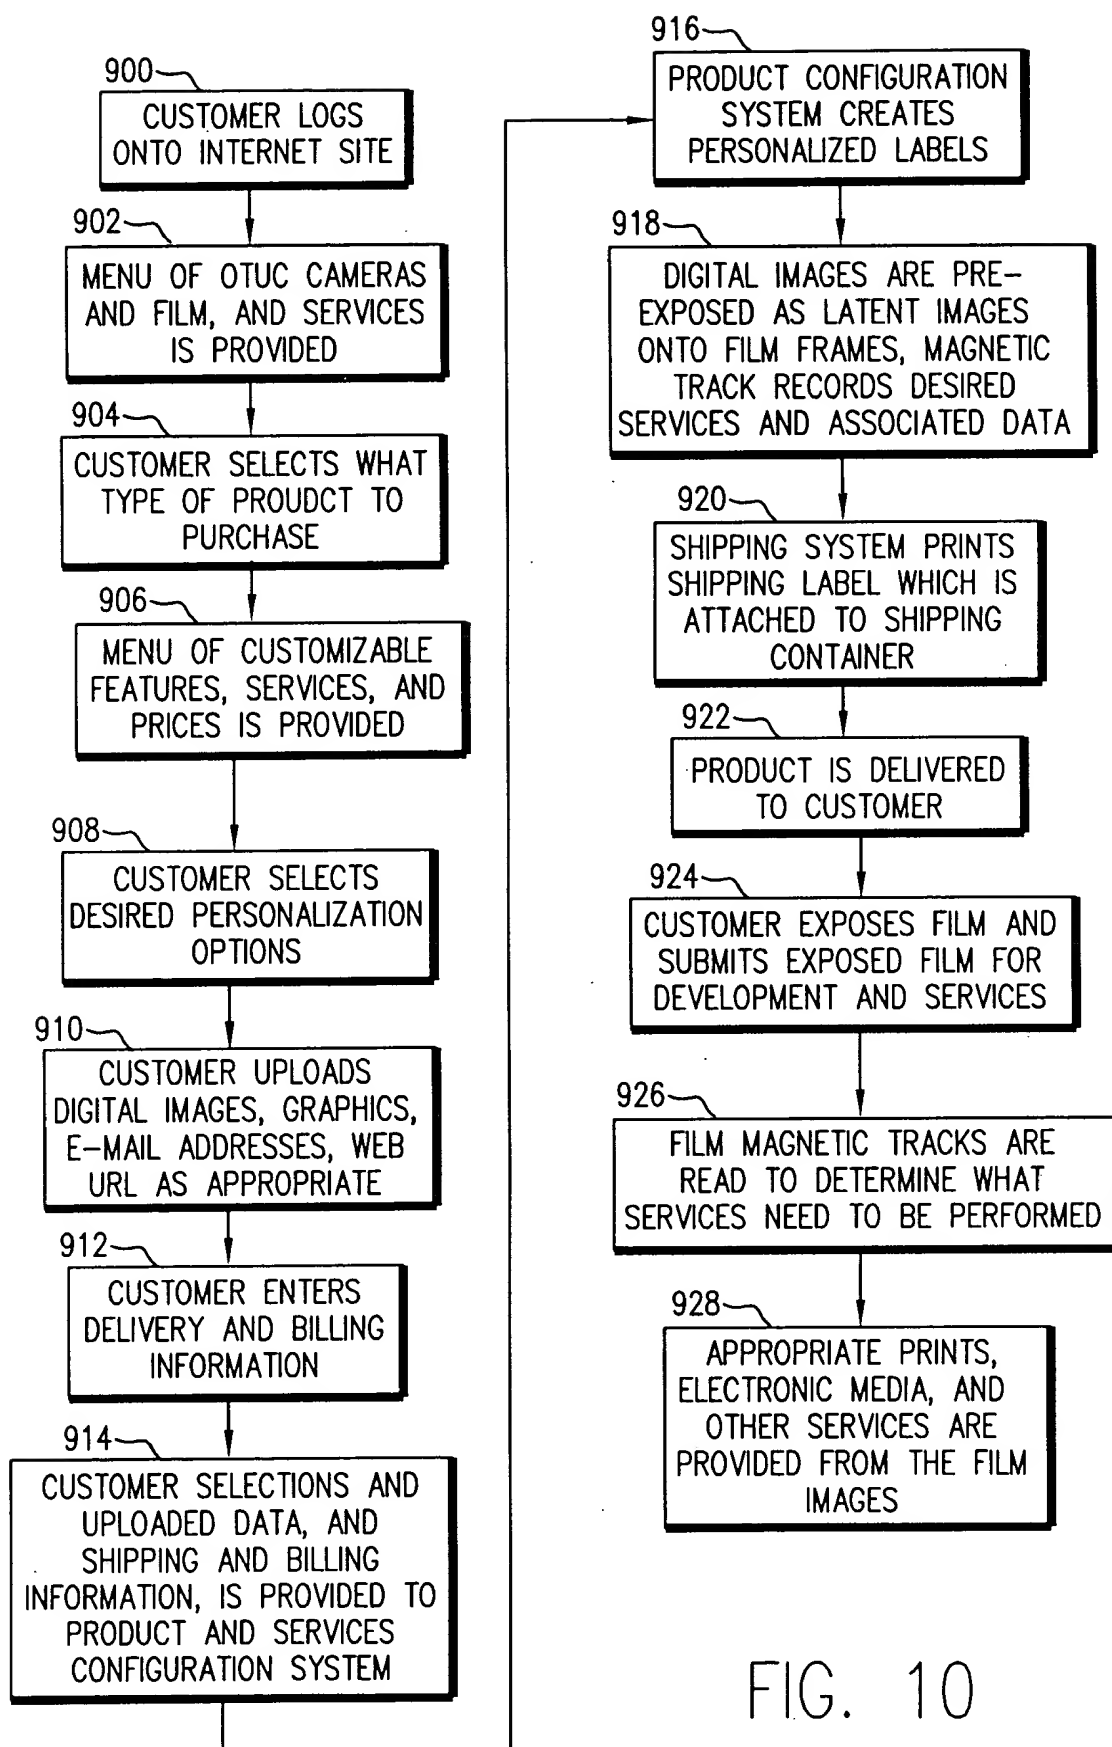 900
CUSTOMER LOGS
ONTO INTERNET SITE
902
MENU OF OTUC CAMERAS
AND FILM, AND SERVICES
IS PROVIDED
904
CUSTOMER SELECTS WHAT
TYPE OF PROUDCT TO
PURCHASE
906
MENU OF CUSTOMIZABLE
FEATURES, SERVICES, AND
PRICES IS PROVIDED
908
CUSTOMER SELECTS
DESIRED PERSONALIZATION
OPTIONS
910
CUSTOMER UPLOADS
DIGITAL IMAGES, GRAPHICS,
E-MAIL ADDRESSES, WEB
URL AS APPROPRIATE
912
CUSTOMER ENTERS
DELIVERY AND BILLING
INFORMATION
914
CUSTOMER SELECTIONS AND
UPLOADED DATA, AND
SHIPPING AND BILLING
INFORMATION, IS PROVIDED TO
PRODUCT AND SERVICES
CONFIGURATION SYSTEM
916
PRODUCT CONFIGURATION
SYSTEM CREATES
PERSONALIZED LABELS
918
DIGITAL IMAGES ARE PRE-
EXPOSED AS LATENT IMAGES
ONTO FILM FRAMES, MAGNETIC
TRACK RECORDS DESIRED
SERVICES AND ASSOCIATED DATA
920
SHIPPING SYSTEM PRINTS
SHIPPING LABEL WHICH IS
ATTACHED TO SHIPPING
CONTAINER
922
PRODUCT IS DELIVERED
TO CUSTOMER
924
CUSTOMER EXPOSES FILM AND
SUBMITS EXPOSED FILM FOR
DEVELOPMENT AND SERVICES
926
FILM MAGNETIC TRACKS ARE
READ TO DETERMINE WHAT
SERVICES NEED TO BE PERFORMED
928
APPROPRIATE PRINTS,
ELECTRONIC MEDIA, AND
OTHER SERVICES ARE
PROVIDED FROM THE FILM
IMAGES
FIG. 10